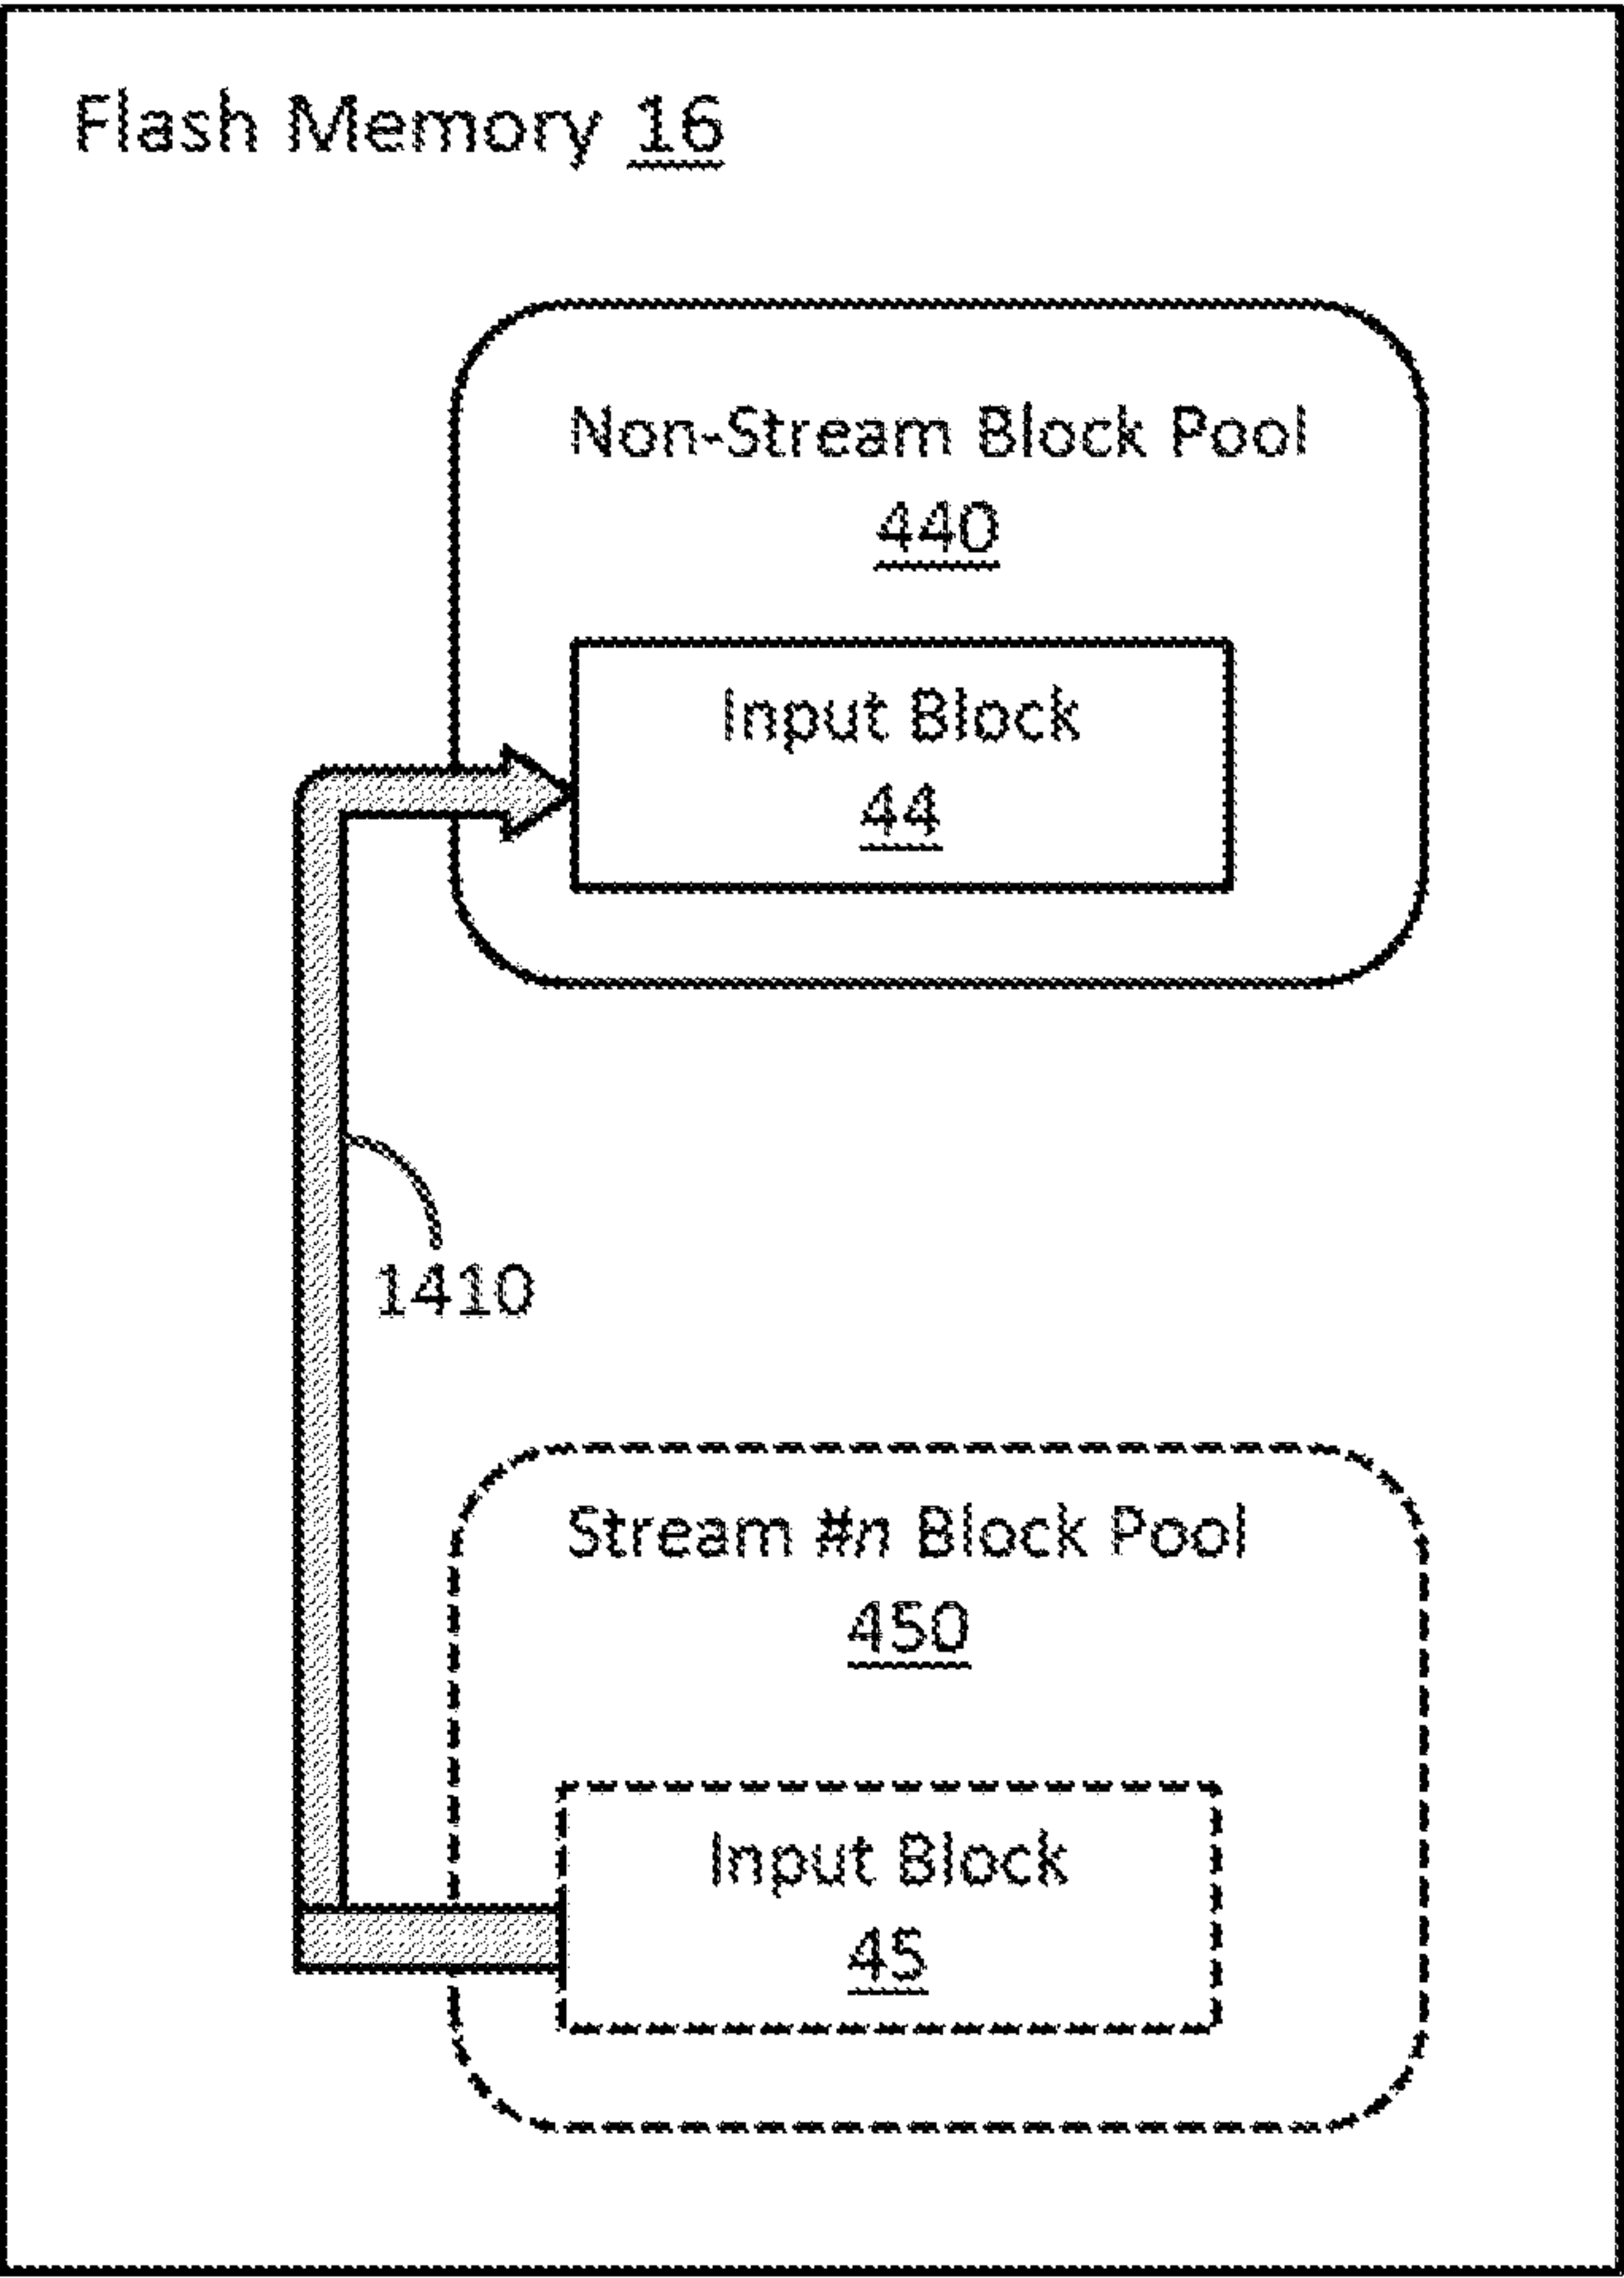 Flash Memory 16
Non-Stream Block Pool
440
Input Block
44
1410
Stream #n Block Pool
450
Input Block
45